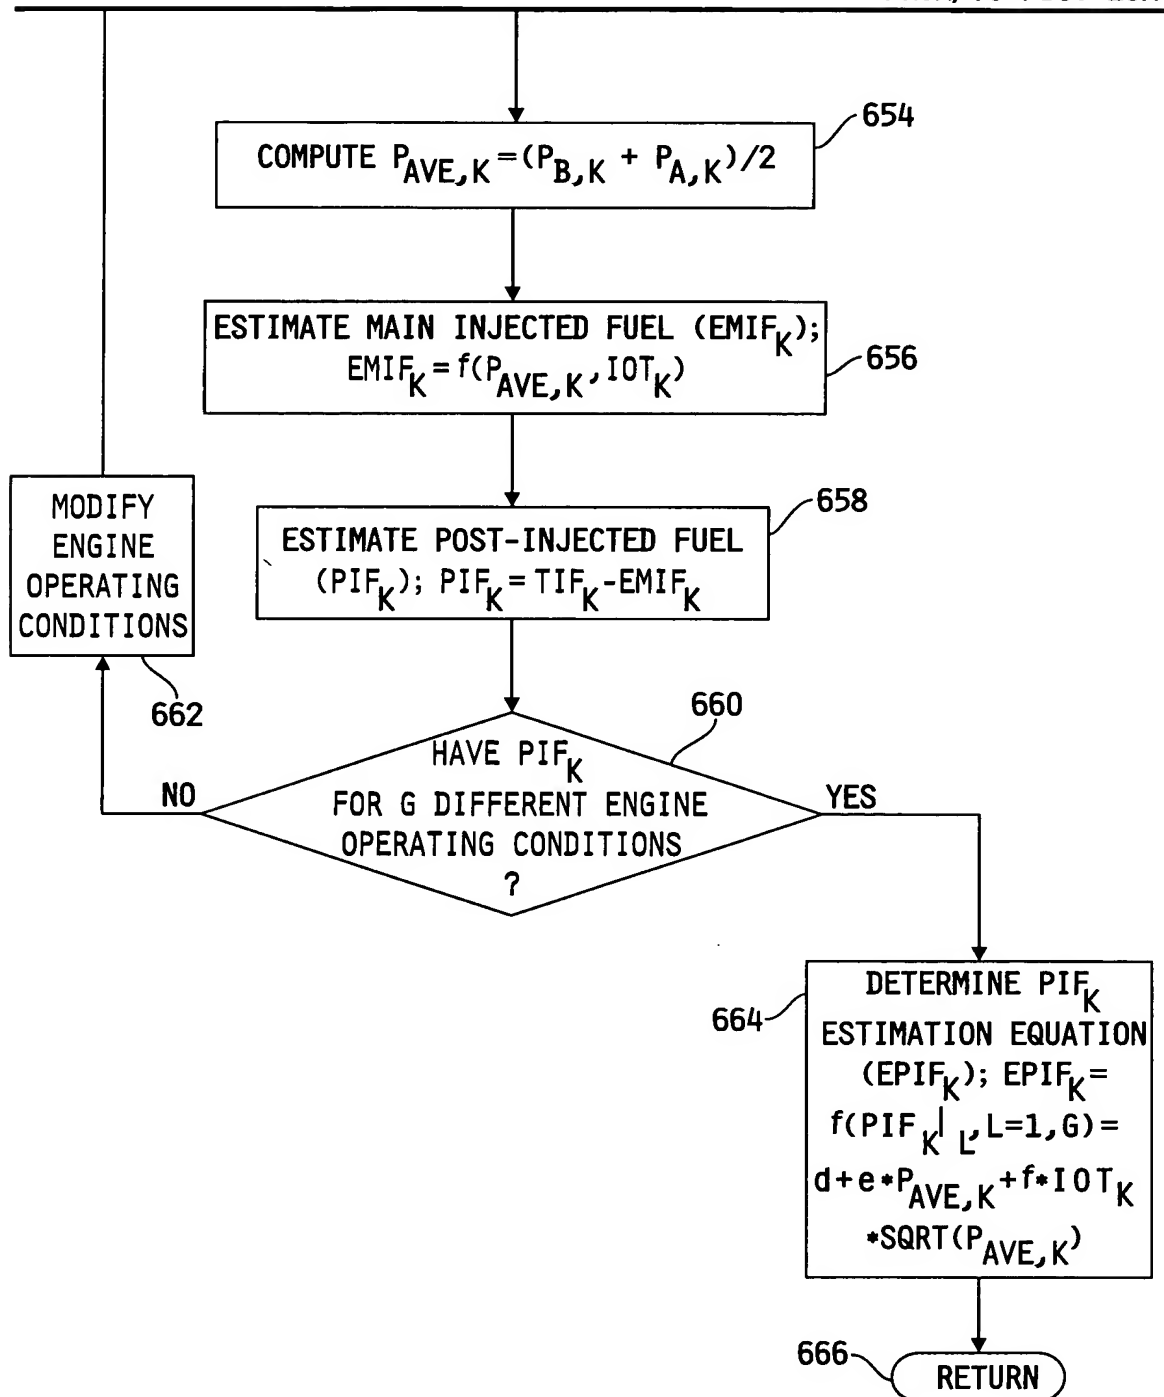 654
COMPUTE P_AVE,K = (P_B,K + P_A,K)/2
ESTIMATE MAIN INJECTED FUEL (EMIF_K);
EMIF_K = f(P_AVE,K, IOT_K)
656
658
ESTIMATE POST-INJECTED FUEL
(PIF_K); PIF_K = TIF_K-EMIF_K
MODIFY
ENGINE
OPERATING
CONDITIONS
662
660
HAVE PIF_K
FOR G DIFFERENT ENGINE
OPERATING CONDITIONS
?
NO
YES
664
DETERMINE PIF_K
ESTIMATION EQUATION
(EPIF_K); EPIF_K =
f(PIF_K|_L, L=1,G) =
d+e*P_AVE,K+f*IOT_K
*SQRT(P_AVE,K)
666
RETURN